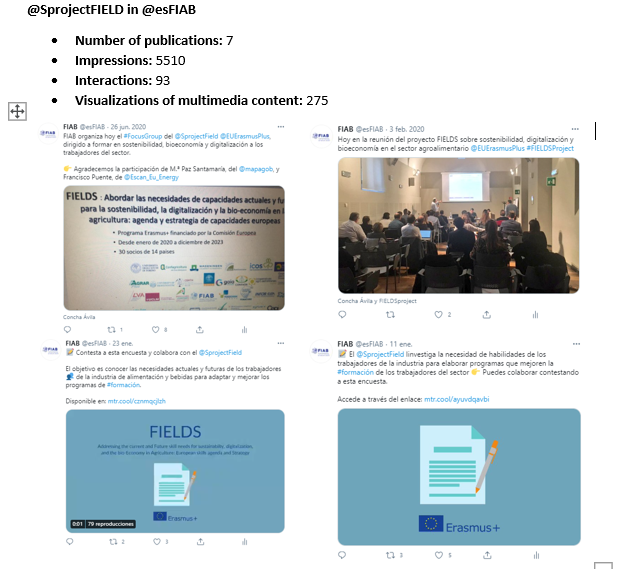 @SprojectFIELD in @esFIAB
• Number of publications: 7
• Impressions: 5510
• Interactions: 93
• Visualizations of multimedia content: 275
FIAB @esFIAB · 26 jun. 2020
FIAB organiza hoy el #FocusGroup del @SprojectField @EUErasmusPlus,
dirigido a formar en sostenibilidad, bioeconomía y digitalización a los
trabajadores del sector.
👉 Agradecemos la participación de M.ª Paz Santamaría, del @mapagob, y
Francisco Puente, de @Escan_Eu_Energy
FIELDS : Abordar las necesidades de capacidades actuales y fu
para la sostenibilidad, la digitalización y la bio-economía en la
agricultura: agenda y estrategia de capacidades europeas
• Programa Erasmus+ financiado por la Comisión Europea
• Desde enero de 2020 a diciembre de 2023
• 30 socios de 14 países
FIAB
Concha Ávila
1
8
FIAB @esFIAB · 3 feb. 2020
Hoy en la reunión del proyecto FIELDS sobre sostenibilidad, digitalización y
bioeconomía en el sector agroalimentario @EUErasmusPlus #FIELDSProject
Concha Ávila y FIELDSproject
2
FIAB @esFIAB · 23 ene.
📝 Contesta a esta encuesta y colabora con el @SprojectField
El objetivo es conocer las necesidades actuales y futuras de los trabajadores
de la industria de alimentación y bebidas para adaptar y mejorar los
programas de #formación.
Disponible en: mtr.cool/cznmqcjlzh
FIELDS
Addressing the current and Future skill needs for sustainability, digitalization,
and the bio-Economy in Agriculture: European skills agenda and Strategy
Erasmus+
0:01 | 79 reproducciones
2
3
FIAB @esFIAB · 11 ene.
📝 El @SprojectField linvestiga la necesidad de habilidades de los
trabajadores de la industria para elaborar programas que mejoren la
#formación de los trabajadores del sector 👉 Puedes colaborar contestando
a esta encuesta.
Accede a través del enlace: mtr.cool/ayuvdqavbi
Erasmus+
3
5